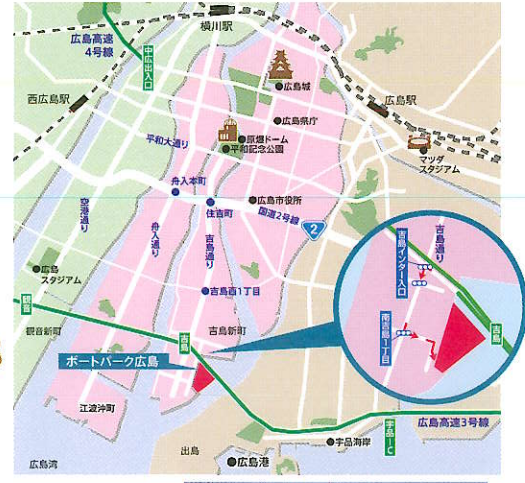 横川駅
広島高速
4号線
中広出入口
西広島駅
広島城
広島駅
広島県庁
平和大通り
原爆ドーム
平和記念公園
マツダ
スタジアム
舟入本町
広島市役所
住吉町
国道2号線
2
空港通り
舟入通り
吉島通り
吉島通り
吉島インター入口
広島
スタジアム
吉島西1丁目
観音
吉島
観音新町
吉島新町
南吉島1丁目
吉島
ボートパーク広島
江波沖町
広島高速3号線
宇品IC
出島
宇品海岸
広島湾
広島港